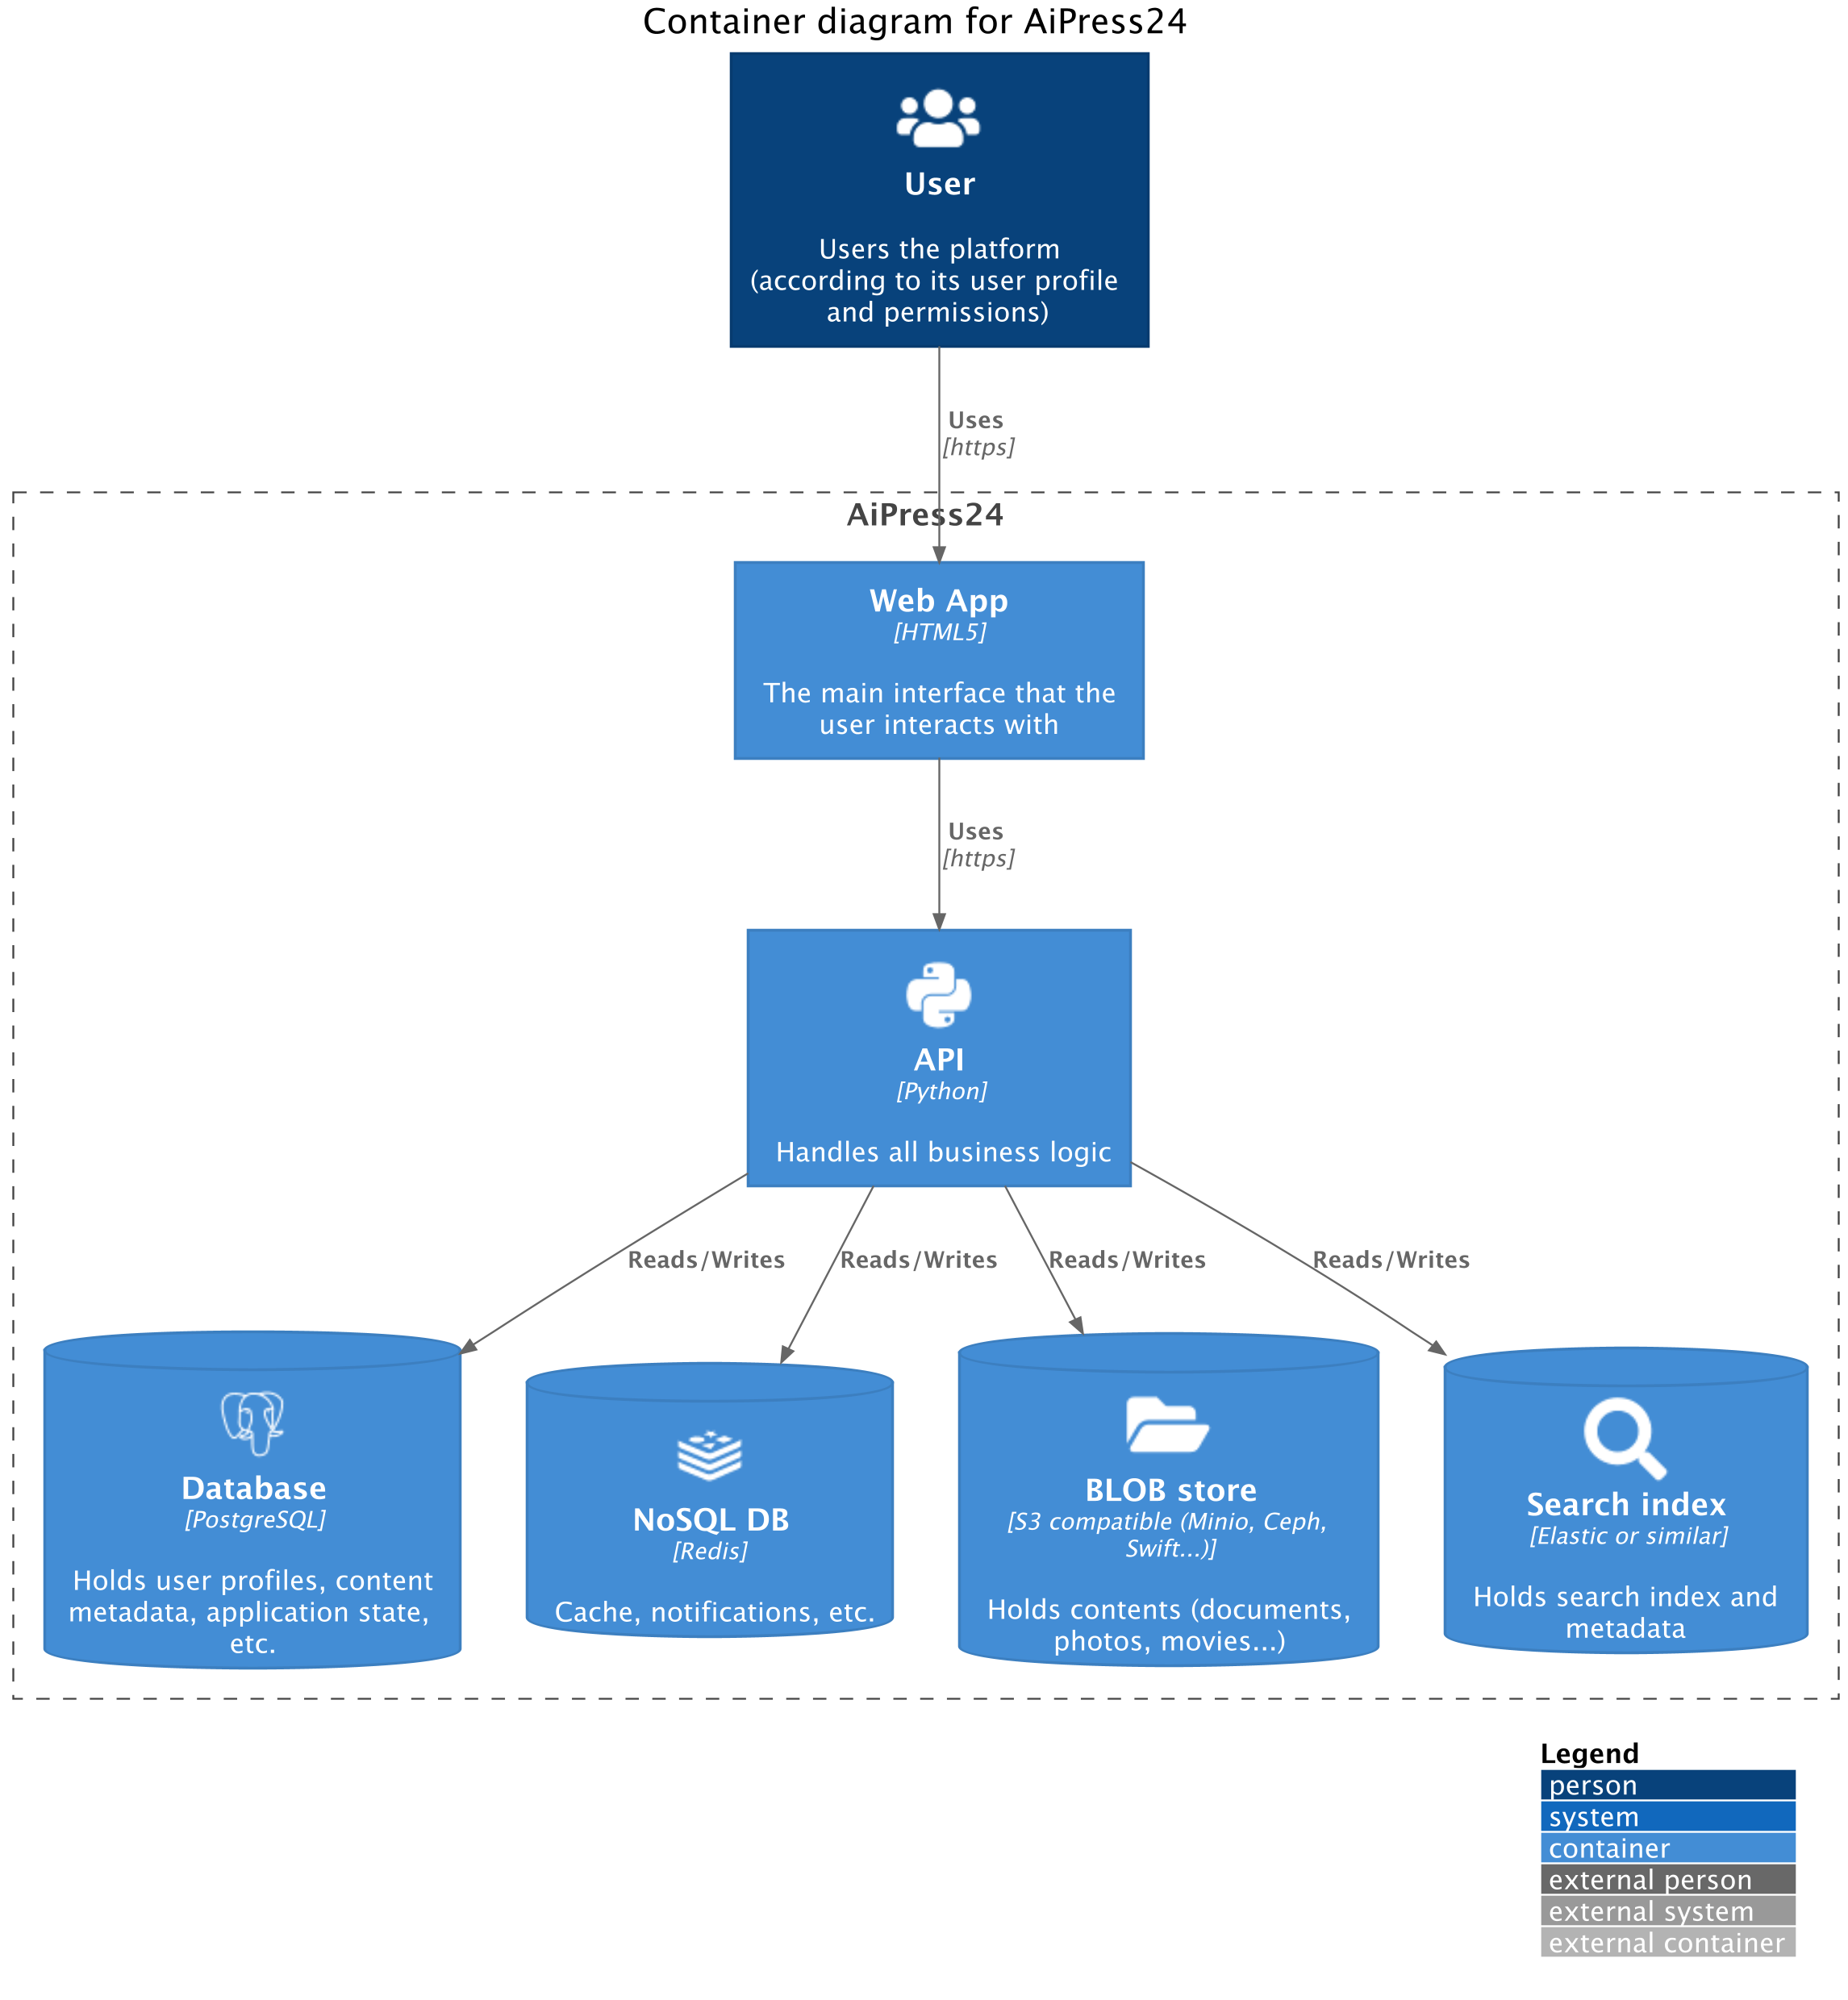 Container diagram for AiPress24
User
Users the platform
(according to its user profile
and permissions)
Uses
[https]
AiPress24
Web App
[HTML5]
The main interface that the
user interacts with
Uses
[https]
API
[Python]
Handles all business logic
Reads/Writes
Reads/Writes
Reads/Writes
Reads/Writes
Database
[PostgreSQL]
Holds user profiles, content
metadata, application state,
etc.
NoSQL DB
[Redis]
Cache, notifications, etc.
BLOB store
[S3 compatible (Minio, Ceph,
Swift...)]
Holds contents (documents,
photos, movies...)
Search index
[Elastic or similar]
Holds search index and
metadata
Legend
person
system
container
external person
external system
external container